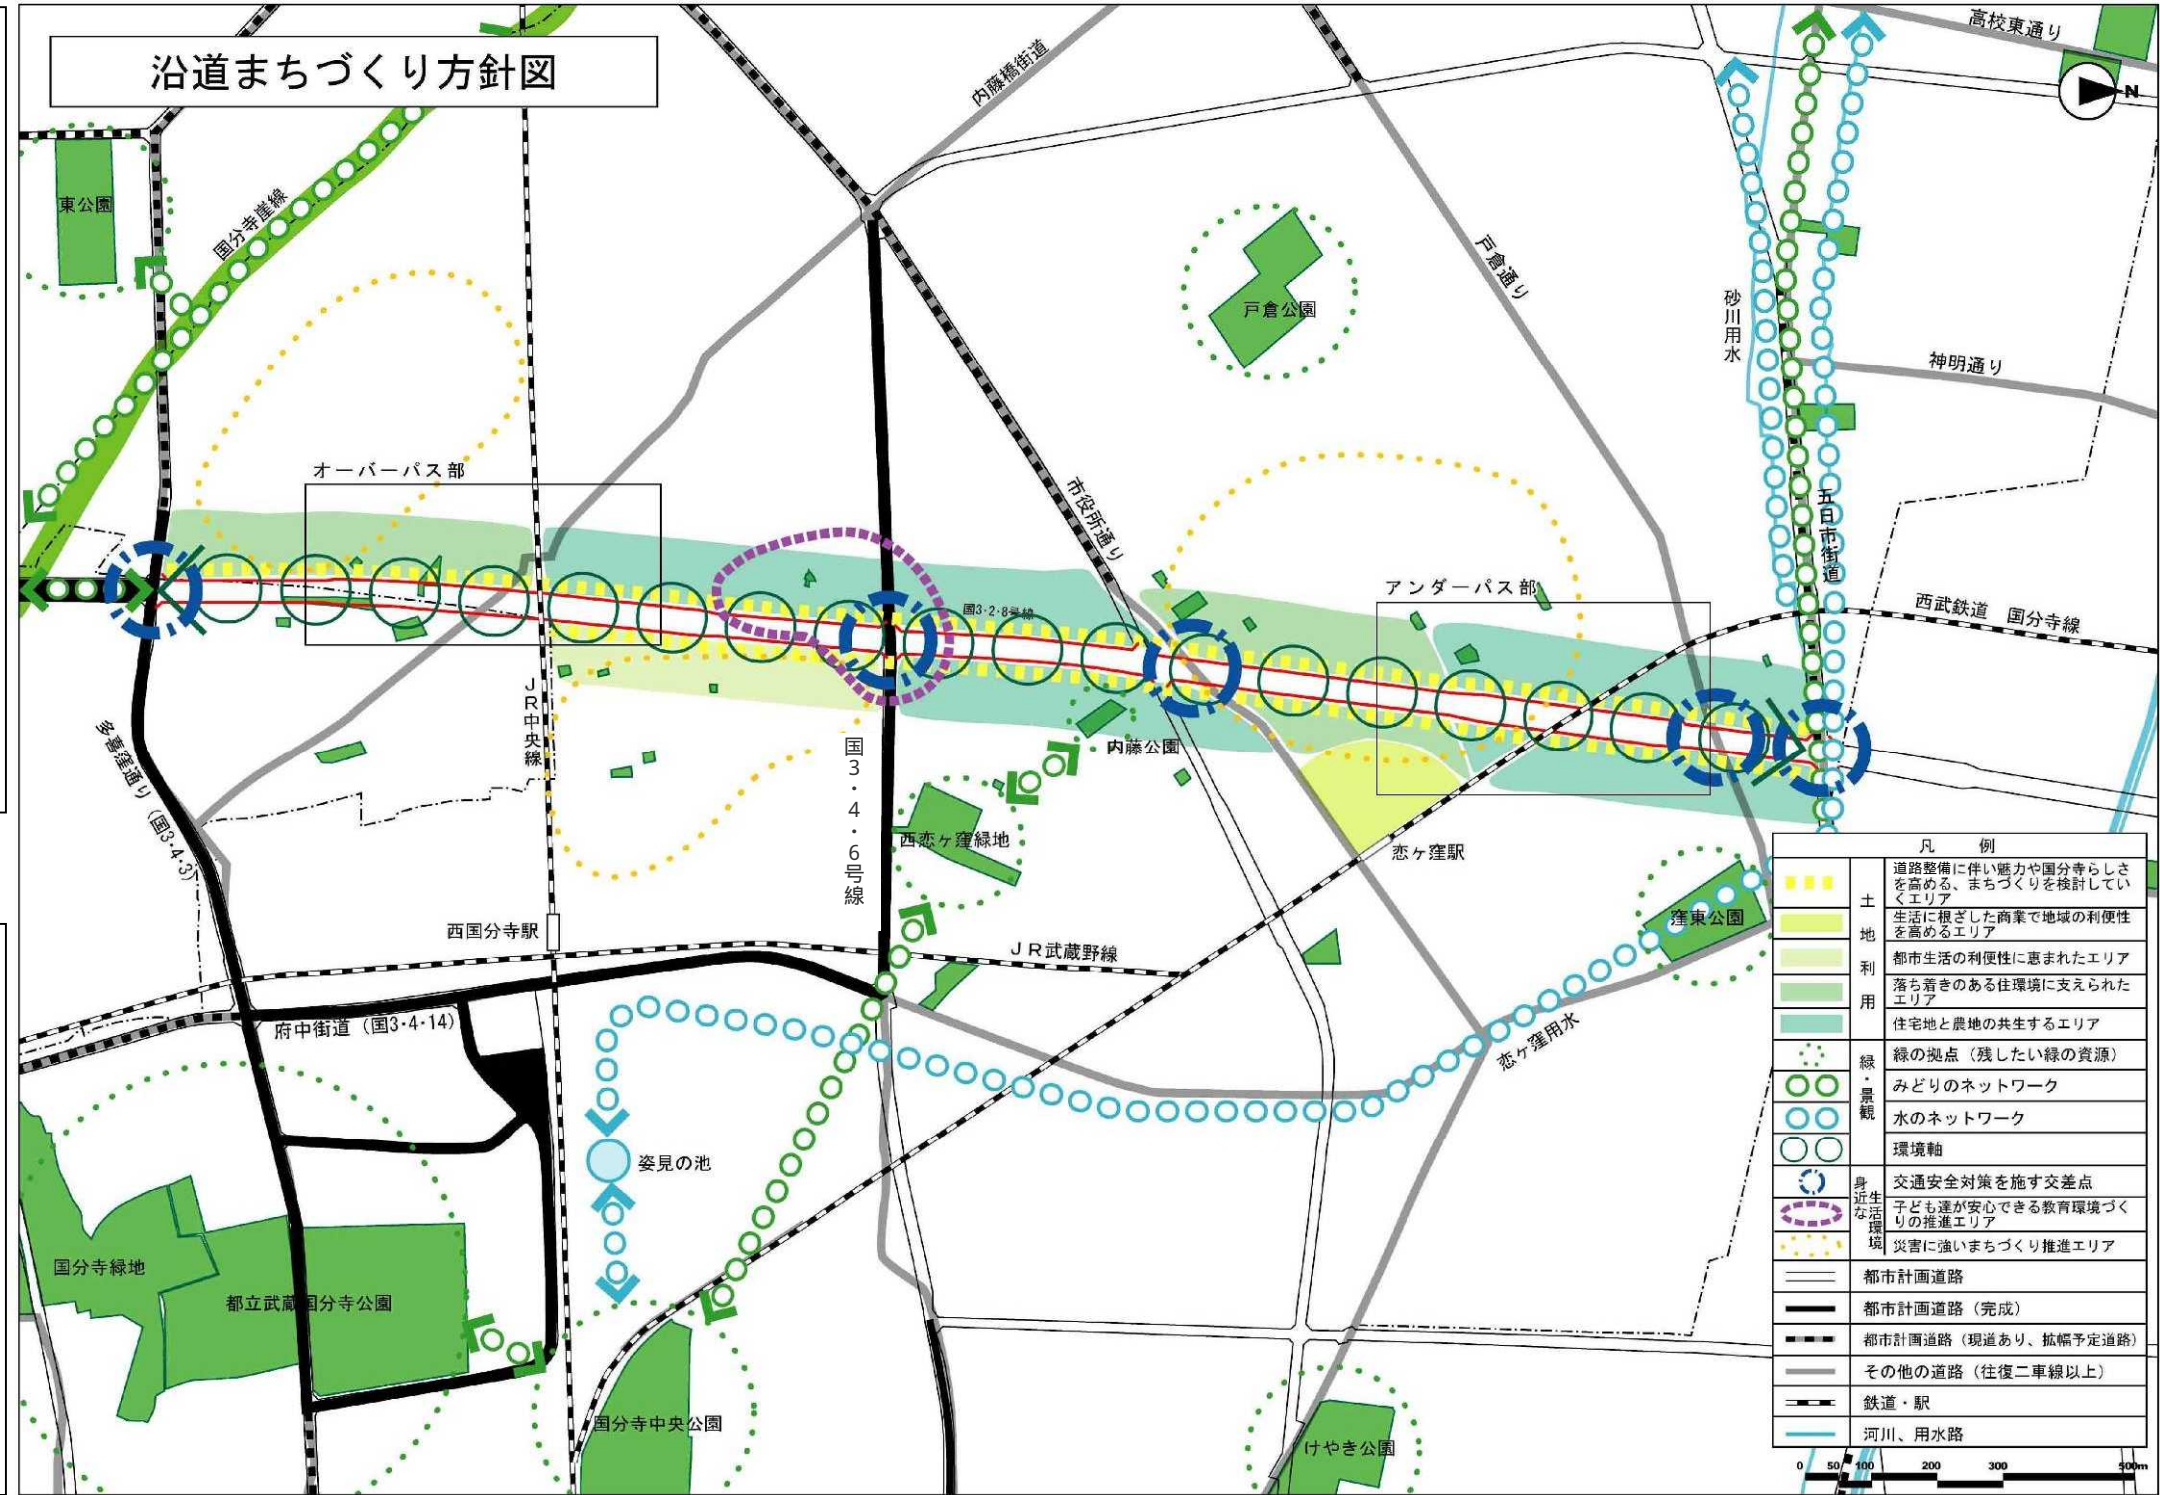 沿道まちづくり方針図
高校東通り
N
内藤橋街道
東公園
国分寺崖線
戸倉通り
戸倉公園
砂川用水
神明通り
オーバーパス部
市役所通り
五日市街道
アンダーパス部
国3・2・8号線
西武鉄道 国分寺線
JR中央線
多喜窪通り(国3・4・3)
国3・4・6号線
内藤公園
西恋ヶ窪緑地
恋ヶ窪駅
窪東公園
西国分寺駅
JR武蔵野線
府中街道(国3・4・14)
恋ヶ窪用水
姿見の池
国分寺緑地
都立武蔵国分寺公園
国分寺中央公園
けやき公園
凡 例
土地利用
道路整備に伴い魅力や国分寺らしさ
を高める、まちづくりを検討してい
くエリア
生活に根ざした商業で地域の利便性
を高めるエリア
都市生活の利便性に恵まれたエリア
落ち着きのある住環境に支えられた
エリア
住宅地と農地の共生するエリア
緑・景観
緑の拠点(残したい緑の資源)
みどりのネットワーク
水のネットワーク
環境軸
身近な
生活環境
交通安全対策を施す交差点
子ども達が安心できる教育環境づく
りの推進エリア
災害に強いまちづくり推進エリア
都市計画道路
都市計画道路(完成)
都市計画道路(現道あり、拡幅予定道路)
その他の道路(往復二車線以上)
鉄道・駅
河川、用水路
0 50 100 200 300 500m